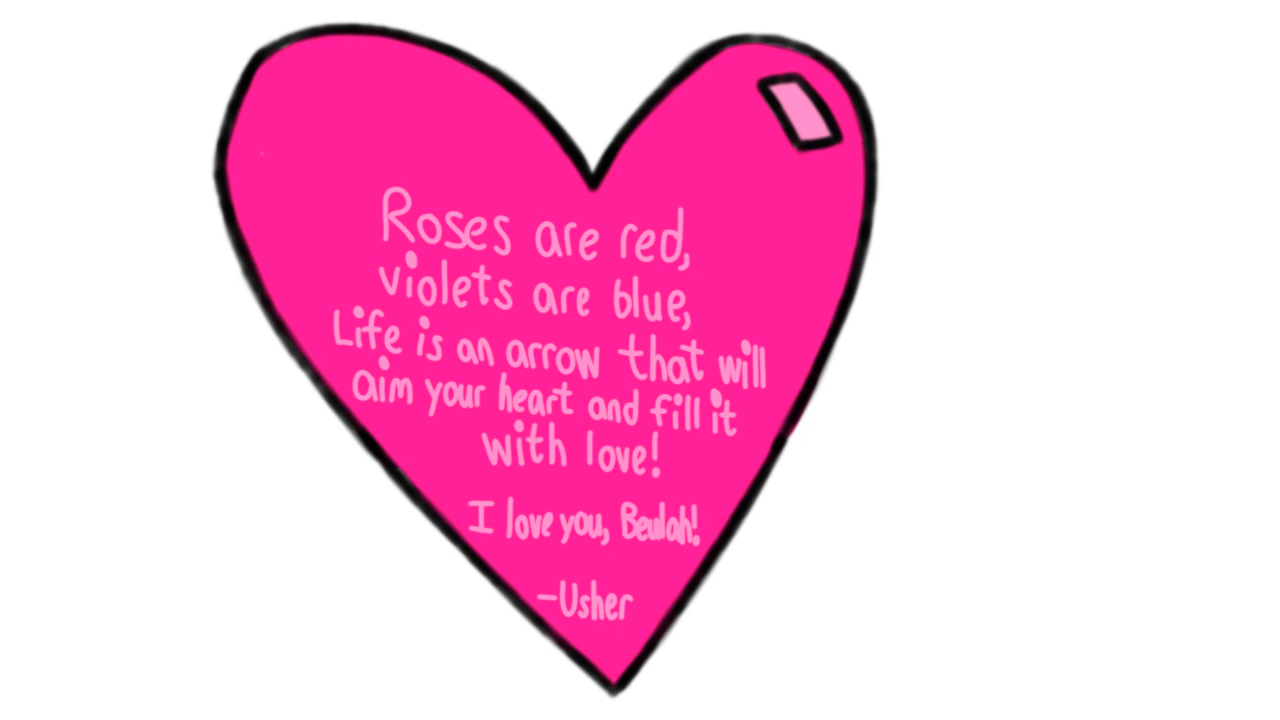 Roses are red,
violets are blue,
Life is an arrow that will
aim your heart and fill it
with love!
I love you, Beulah!
-Usher